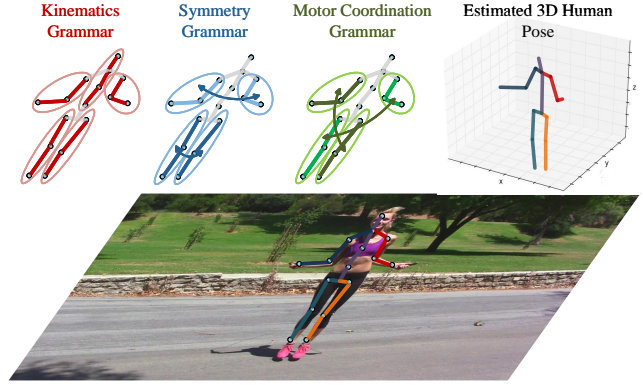 Kinematics
Grammar
Symmetry
Grammar
Motor Coordination
Grammar
Estimated 3D Human
Pose
z
y
x